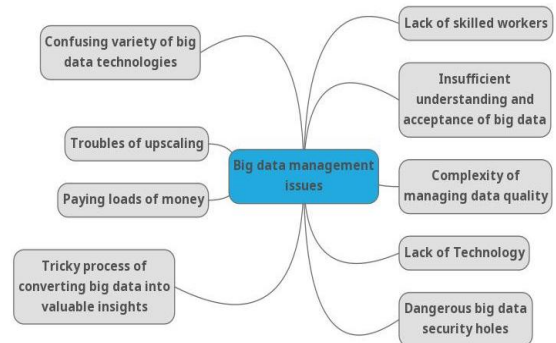 Confusing variety of big
data technologies
Troubles of upscaling
Paying loads of money
Tricky process of
converting big data into
valuable insights
Big data management
issues
Lack of skilled workers
Insufficient
understanding and
acceptance of big data
Complexity of
managing data quality
Lack of Technology
Dangerous big data
security holes